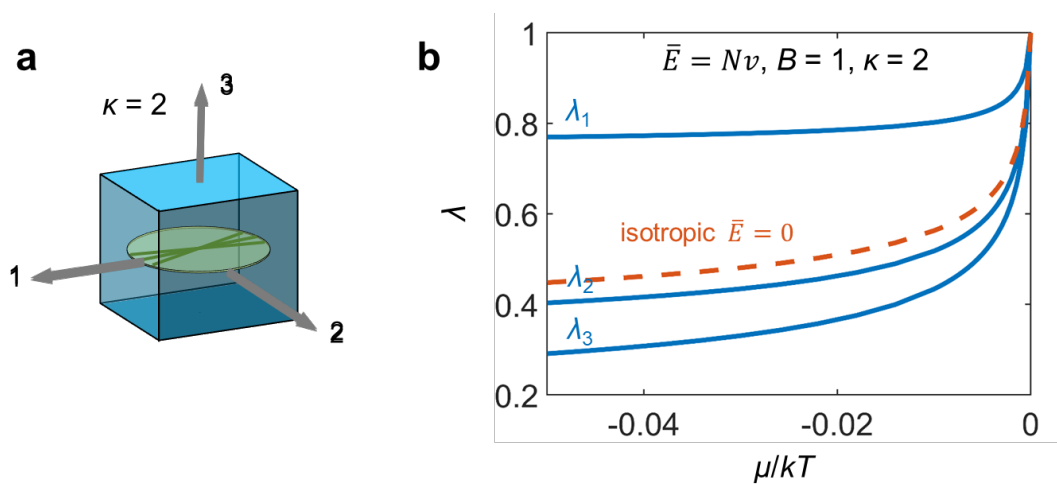 a
κ = 2
3
1
2
b
Ē = Nv, B = 1, κ = 2
λ₁
isotropic Ē = 0
λ₂
λ₃
λ
1
0.8
0.6
0.4
0.2
-0.04
-0.02
0
μ/kT